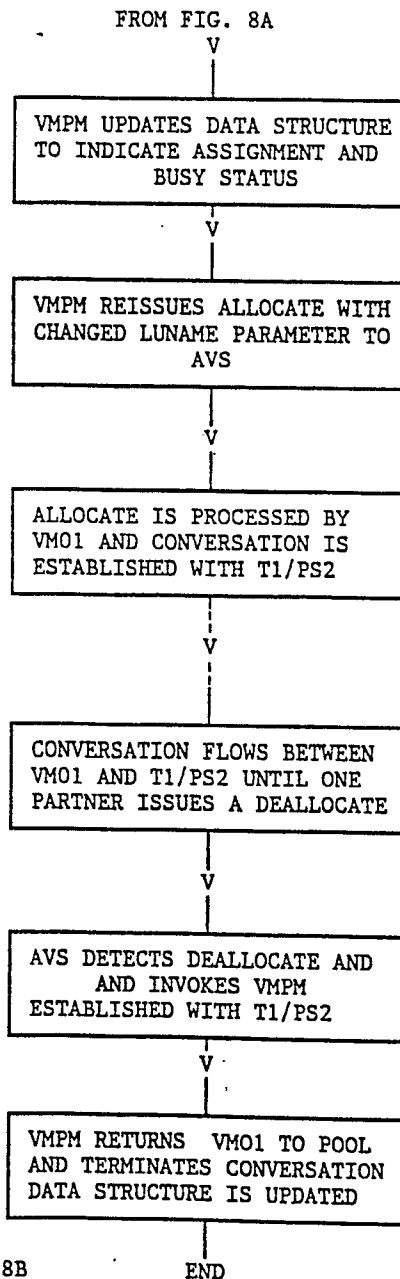 FROM FIG. 8A
V
VMPM UPDATES DATA STRUCTURE
TO INDICATE ASSIGNMENT AND
BUSY STATUS
V
VMPM REISSUES ALLOCATE WITH
CHANGED LUNAME PARAMETER TO
AVS
V
ALLOCATE IS PROCESSED BY
VM01 AND CONVERSATION IS
ESTABLISHED WITH T1/PS2
V
CONVERSATION FLOWS BETWEEN
VM01 AND T1/PS2 UNTIL ONE
PARTNER ISSUES A DEALLOCATE
V
AVS DETECTS DEALLOCATE AND
AND INVOKES VMPM
ESTABLISHED WITH T1/PS2
V
VMPM RETURNS VM01 TO POOL
AND TERMINATES CONVERSATION
DATA STRUCTURE IS UPDATED
8B END